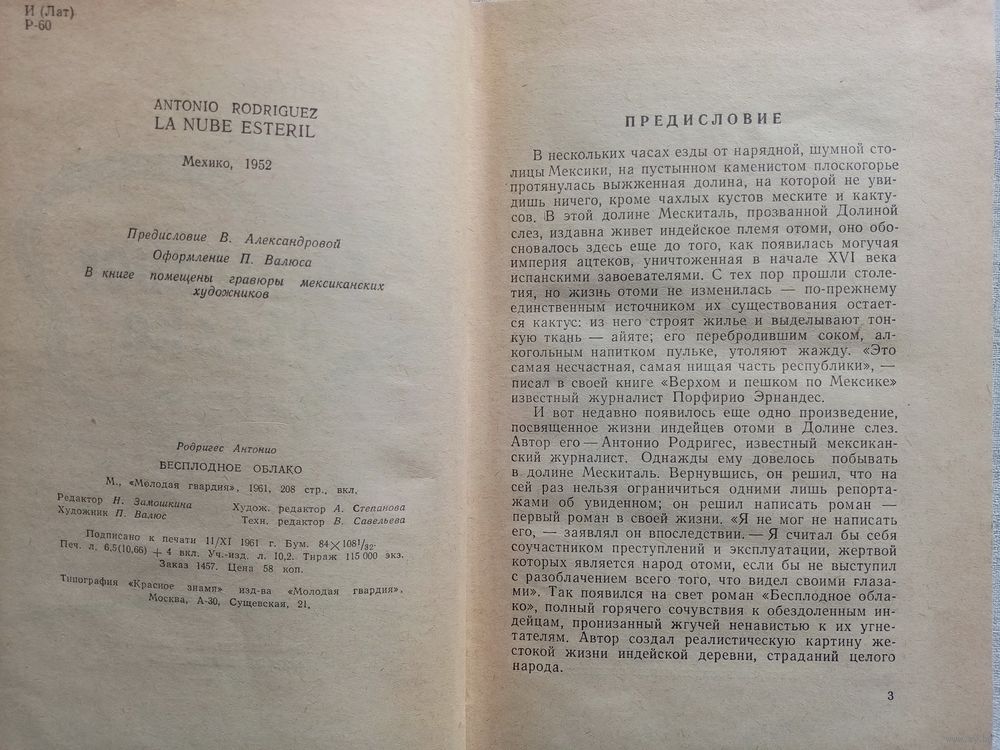 И (Лат)
Р-60
ANTONIO RODRIGUEZ
LA NUBE ESTERIL
Мехико, 1952
Предисловие В. Александровой
Оформление П. Валюса
В книге помещены гравюры мексиканских
художников
Родригес Антонио
БЕСПЛОДНОЕ ОБЛАКО
М., «Молодая гвардия», 1961, 208 стр., вкл.
Редактор Н. Замошкина
Художник П. Валюс
Худож. редактор А. Степанова
Техн. редактор В. Савельева
Подписано к печати 11/XI 1961 г. Бум. 84×108 1/32.
Печ. л. 6,5(10,66) + 4 вкл. Уч.-изд. л. 10,2. Тираж 115 000 экз.
Заказ 1457. Цена 58 коп.
Типография «Красное знамя» изд-ва «Молодая гвардия».
Москва, А-30, Сущевская, 21.
ПРЕДИСЛОВИЕ
В нескольких часах езды от нарядной, шумной сто-
лицы Мексики, на пустынном каменистом плоскогорье
протянулась выжженная долина, на которой не уви-
дишь ничего, кроме чахлых кустов меските и какту-
сов. В этой долине Мескиталь, прозванной Долиной
слез, издавна живет индейское племя отоми, оно обо-
сновалось здесь еще до того, как появилась могучая
империя ацтеков, уничтоженная в начале XVI века
испанскими завоевателями. С тех пор прошли столе-
тия, но жизнь отоми не изменилась — по-прежнему
единственным источником их существования остает-
ся кактус: из него строят жилье и выделывают тон-
кую ткань — айяте; его перебродившим соком, ал-
когольным напитком пульке, утоляют жажду. «Это
самая несчастная, самая нищая часть республики», —
писал в своей книге «Верхом и пешком по Мексике»
известный журналист Порфирио Эрнандес.
И вот недавно появилось еще одно произведение,
посвященное жизни индейцев отоми в Долине слез.
Автор его — Антонио Родригес, известный мексикан-
ский журналист. Однажды ему довелось побывать
в долине Мескиталь. Вернувшись, он решил, что на
сей раз нельзя ограничиться одними лишь репорта-
жами об увиденном; он решил написать роман —
первый роман в своей жизни. «Я не мог не написать
его, — заявлял он впоследствии. — Я считал бы себя
соучастником преступлений и эксплуатации, жертвой
которых является народ отоми, если бы не выступил
с разоблачением всего того, что видел своими глаза-
ми». Так появился на свет роман «Бесплодное обла-
ко», полный горячего сочувствия к обездоленным ин-
дейцам, пронизанный жгучей ненавистью к их угне-
тателям. Автор создал реалистическую картину же-
стокой жизни индейской деревни, страданий целого
народа.
3